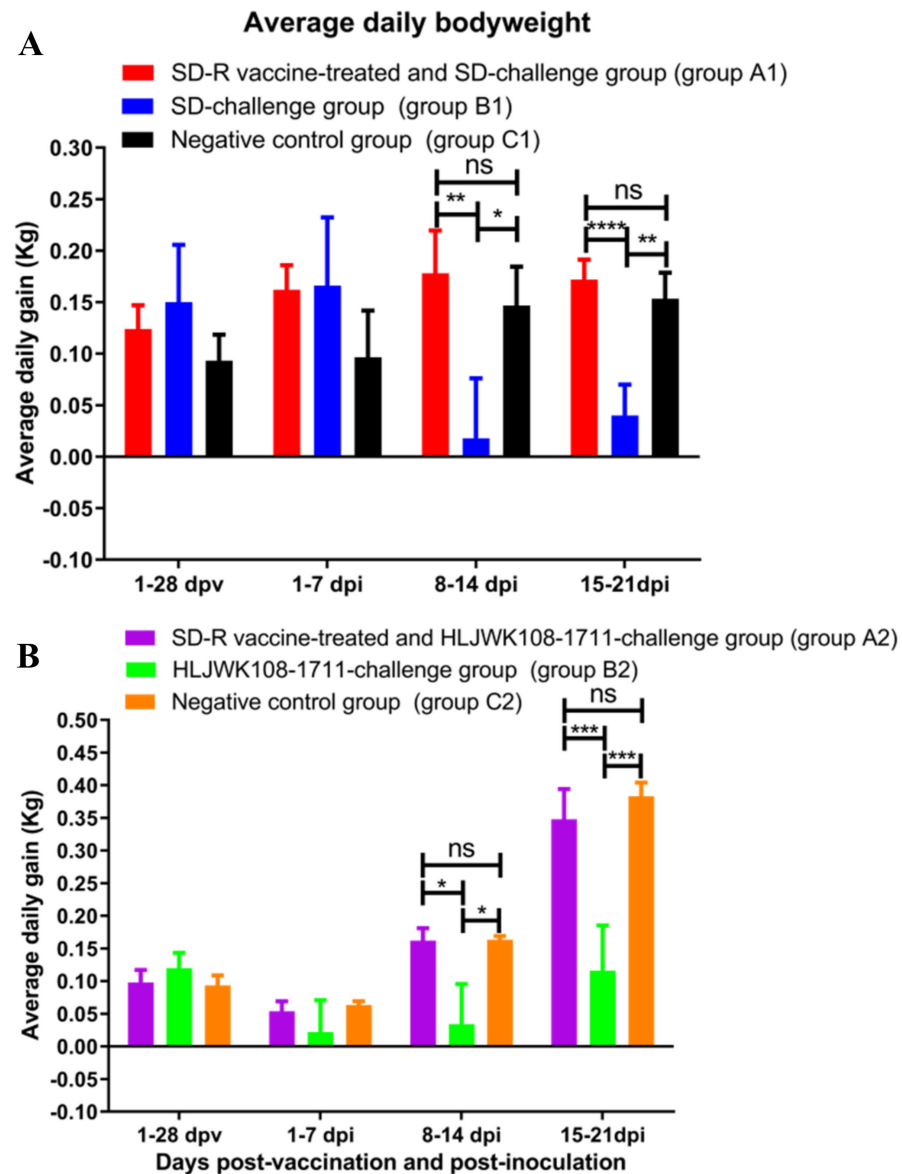 Average daily bodyweight
A
SD-R vaccine-treated and SD-challenge group (group A1)
SD-challenge group (group B1)
Negative control group (group C1)
Average daily gain (Kg)
0.30
0.25
0.20
0.15
0.10
0.05
0.00
-0.05
-0.10
ns
** *
ns
**** **
1-28 dpv 1-7 dpi 8-14 dpi 15-21dpi
B
SD-R vaccine-treated and HLJWK108-1711-challenge group (group A2)
HLJWK108-1711-challenge group (group B2)
Negative control group (group C2)
Average daily gain (Kg)
0.50
0.45
0.40
0.35
0.30
0.25
0.20
0.15
0.10
0.05
0.00
-0.05
-0.10
ns
* *
ns
*** ***
1-28 dpv 1-7 dpi 8-14 dpi 15-21dpi
Days post-vaccination and post-inoculation